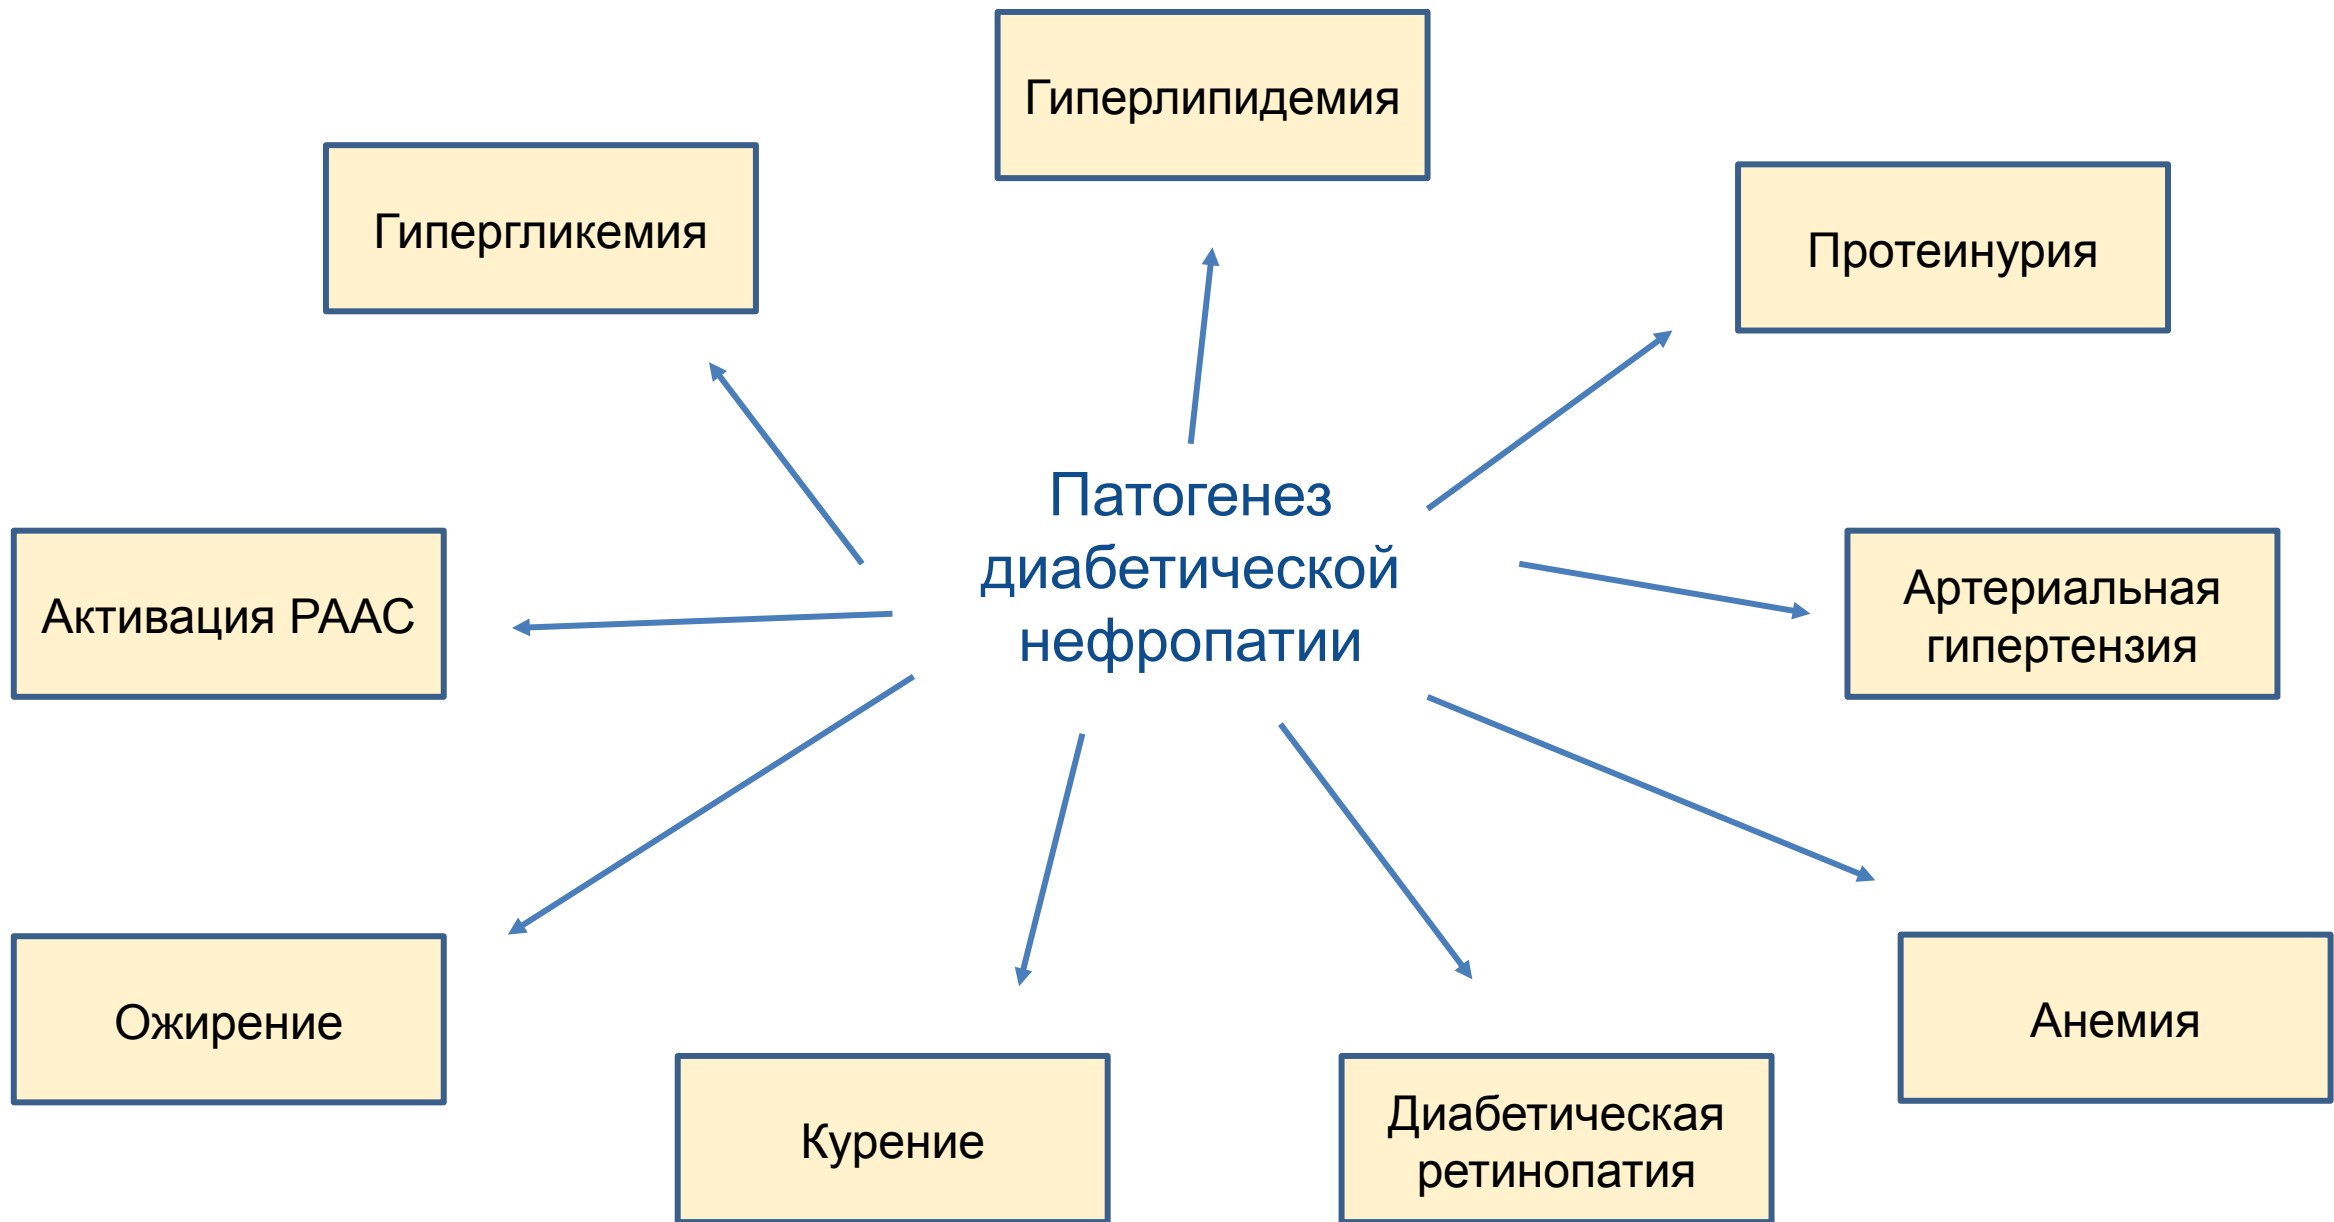 Гиперлипидемия
Гипергликемия
Протеинурия
Патогенез
диабетической
нефропатии
Активация РААС
Артериальная
гипертензия
Ожирение
Анемия
Курение
Диабетическая
ретинопатия